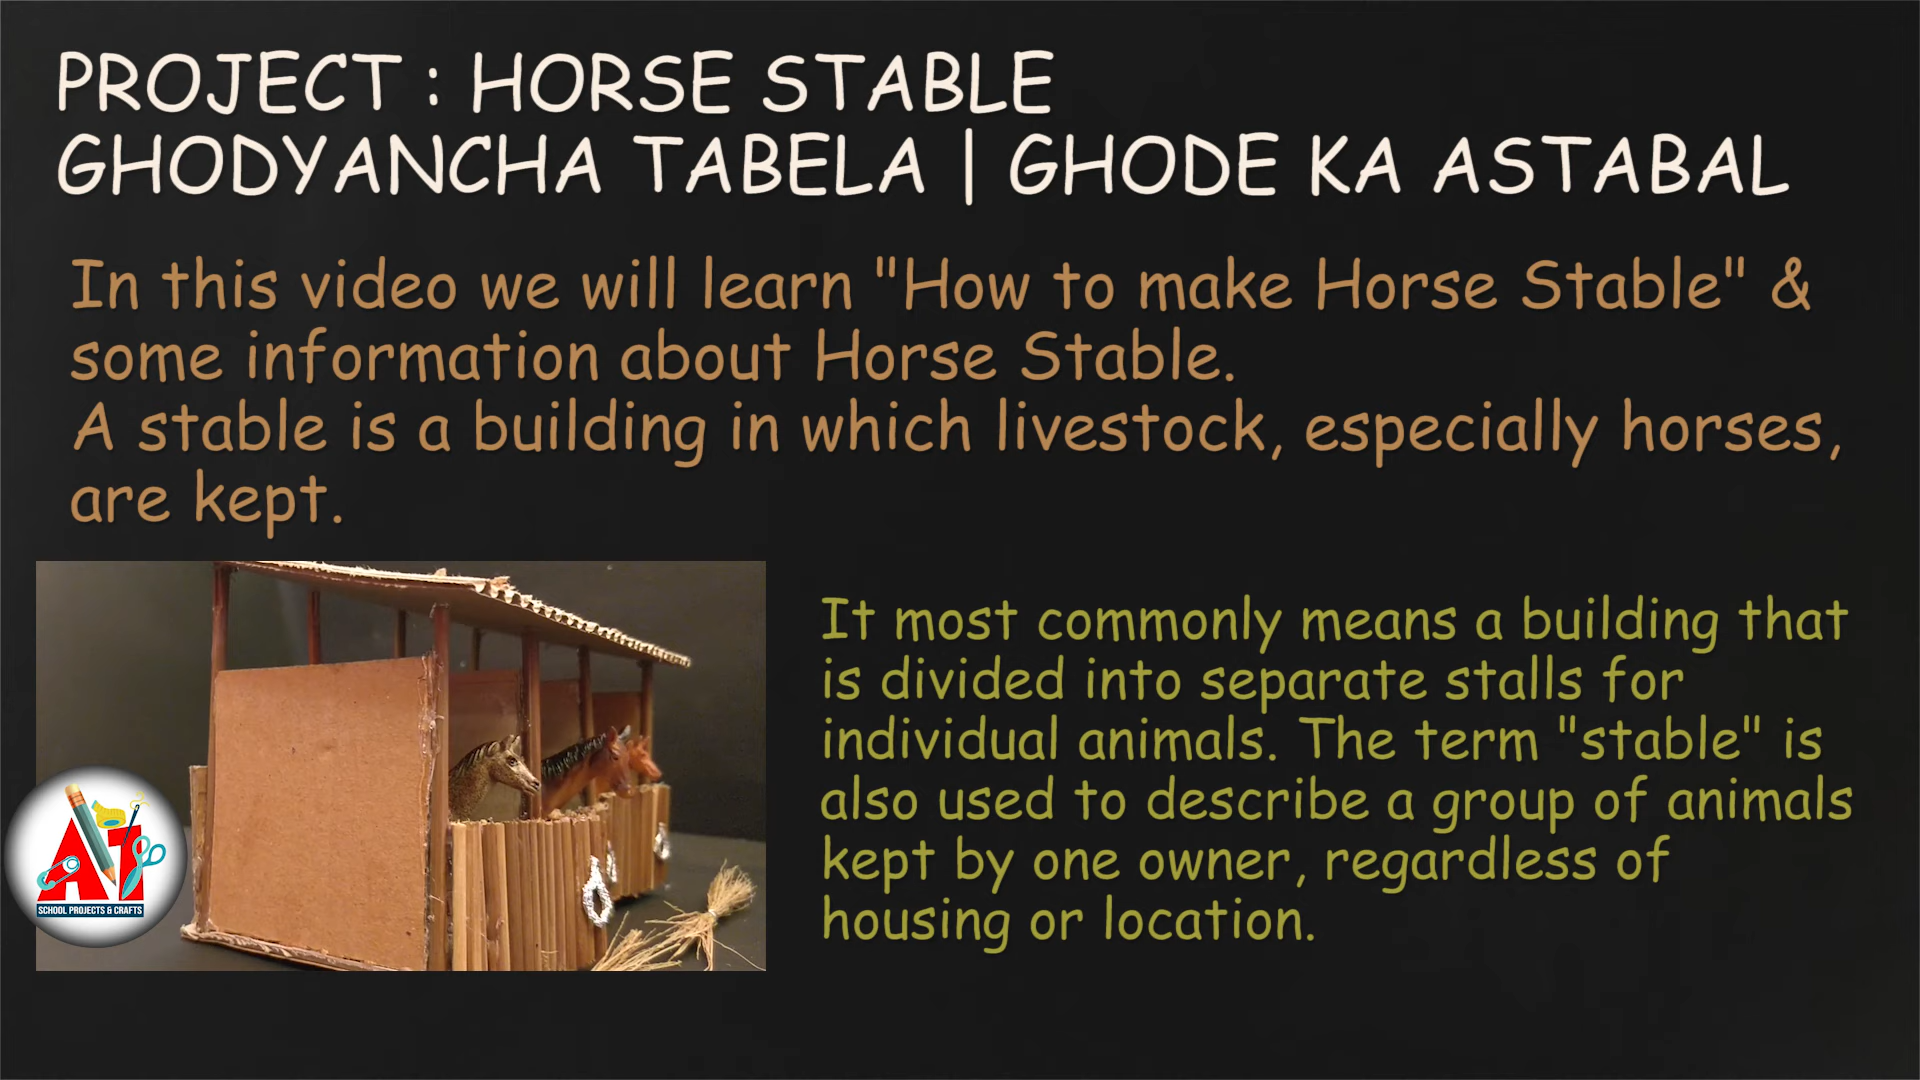 PROJECT : HORSE STABLE
GHODYANCHA TABELA | GHODE KA ASTABAL
In this video we will learn "How to make Horse Stable" &
some information about Horse Stable.
A stable is a building in which livestock, especially horses,
are kept.
It most commonly means a building that
is divided into separate stalls for
individual animals. The term "stable" is
also used to describe a group of animals
kept by one owner, regardless of
housing or location.
AT
SCHOOL PROJECTS & CRAFTS